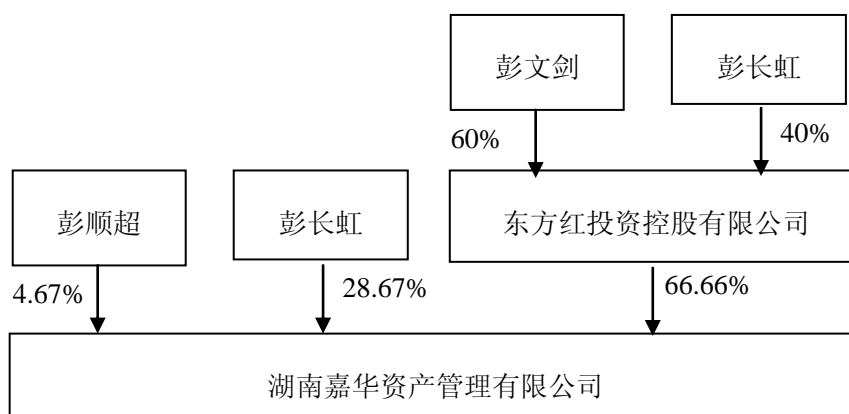 彭文剑
彭长虹
60%
40%
彭顺超
彭长虹
东方红投资控股有限公司
4.67%
28.67%
66.66%
湖南嘉华资产管理有限公司